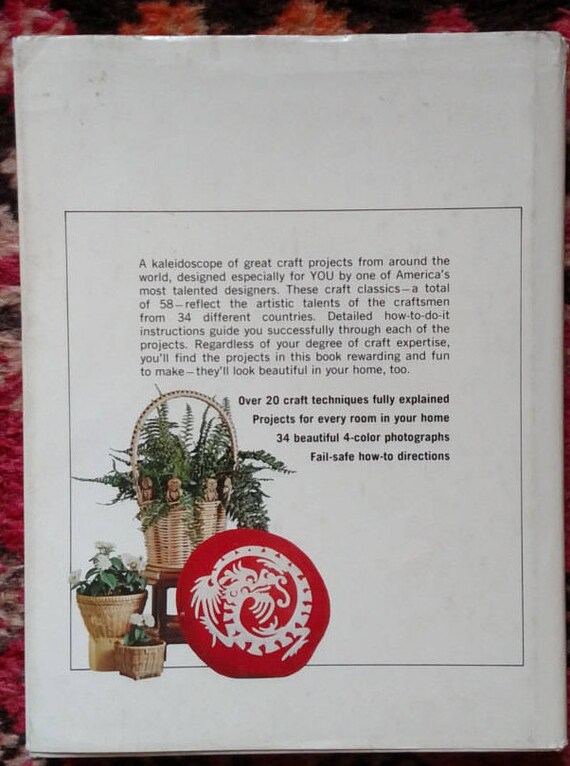 A kaleidoscope of great craft projects from around the
world, designed especially for YOU by one of America's
most talented designers. These craft classics—a total
of 58—reflect the artistic talents of the craftsmen
from 34 different countries. Detailed how-to-do-it
instructions guide you successfully through each of the
projects. Regardless of your degree of craft expertise,
you'll find the projects in this book rewarding and fun
to make—they'll look beautiful in your home, too.
Over 20 craft techniques fully explained
Projects for every room in your home
34 beautiful 4-color photographs
Fail-safe how-to directions